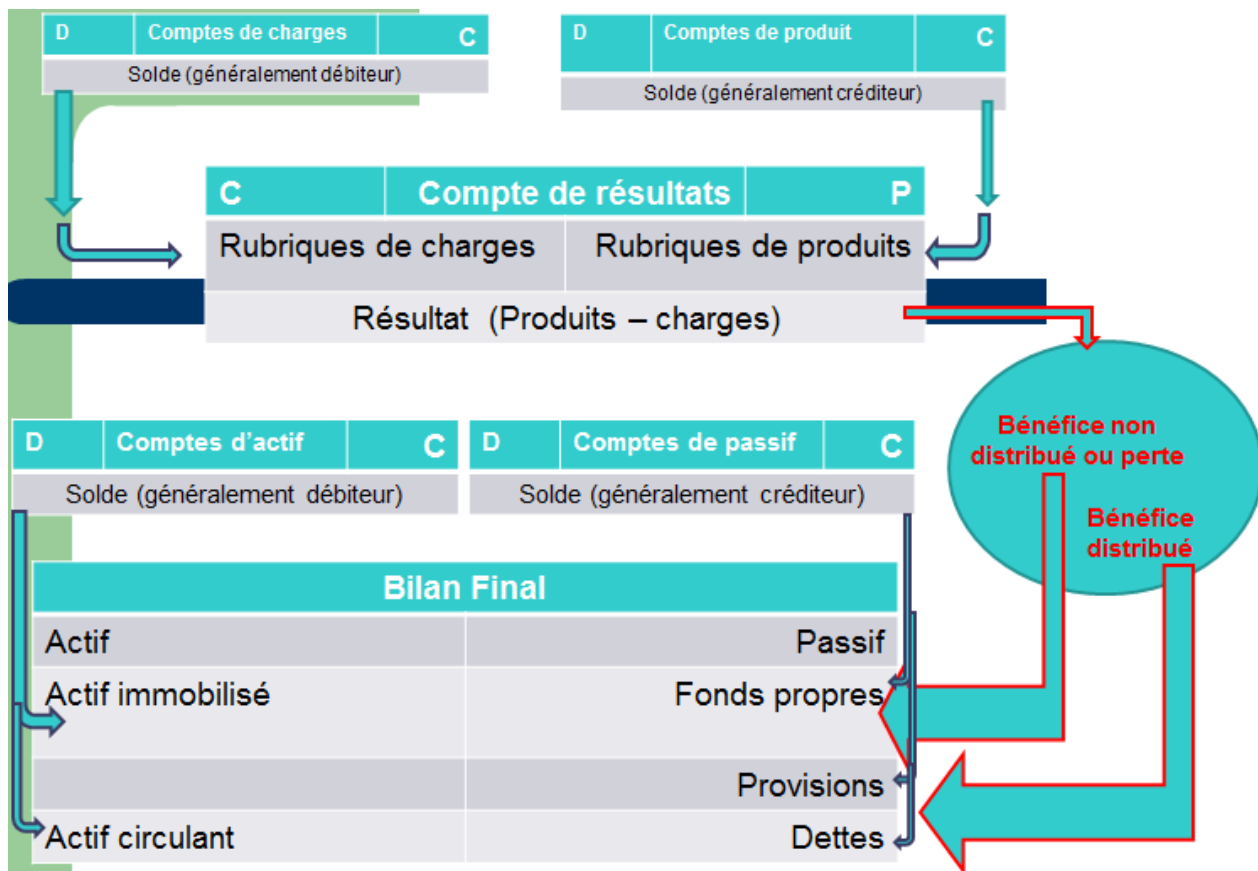 D Comptes de charges C
Solde (généralement débiteur)
D Comptes de produit C
Solde (généralement créditeur)
C Compte de résultats P
Rubriques de charges Rubriques de produits
Résultat (Produits – charges)
Bénéfice non
distribué ou perte
Bénéfice
distribué
D Comptes d'actif C
Solde (généralement débiteur)
D Comptes de passif C
Solde (généralement créditeur)
Bilan Final
Actif Passif
Actif immobilisé Fonds propres
Provisions
Actif circulant Dettes